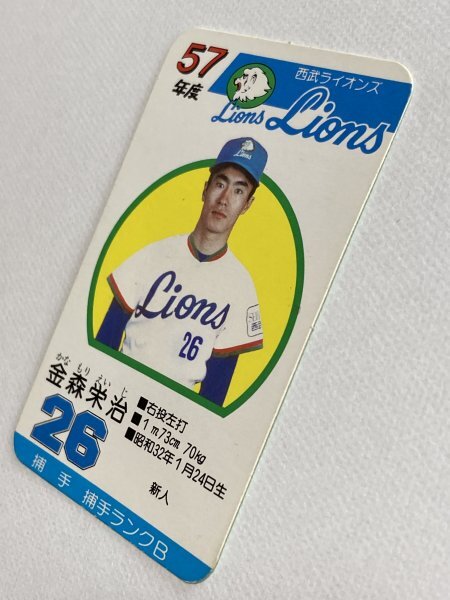 57
年度
西武ライオンズ
Lions
Lions
Lions
26
かな もり えい じ
金森栄治
26
■右投左打
■1m73cm 70kg
■昭和32年1月24日生
新人
捕手 捕手ランクB